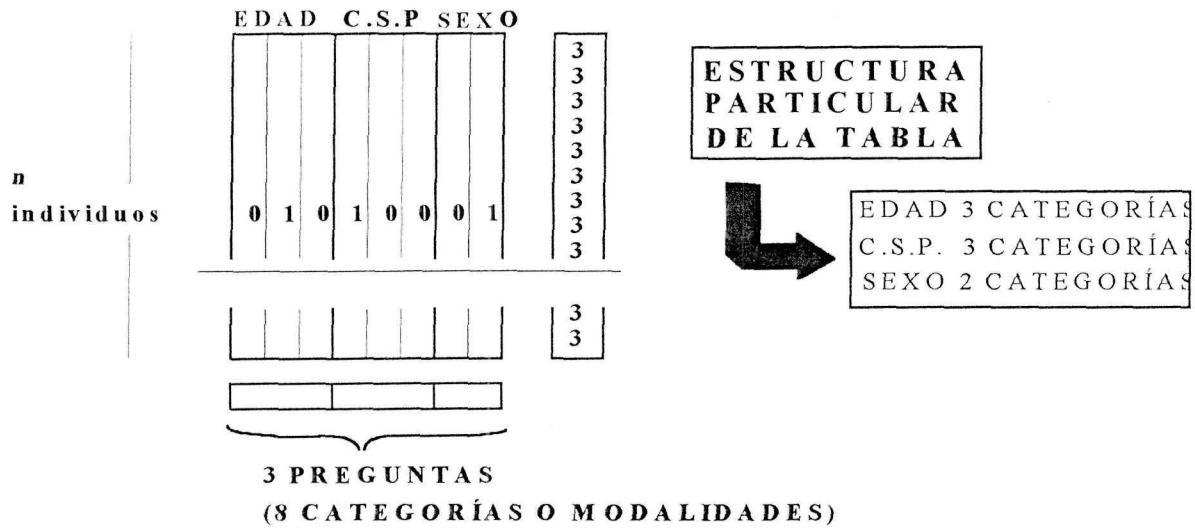 EDAD C.S.P SEXO
3
3
3
3
3
3
3
3
3
n
individuos
0 1 0 1 0 0 0 1
3
3
3 PREGUNTAS
(8 CATEGORÍAS O MODALIDADES)
ESTRUCTURA
PARTICULAR
DE LA TABLA
EDAD 3 CATEGORÍAS
C.S.P. 3 CATEGORÍAS
SEXO 2 CATEGORÍAS